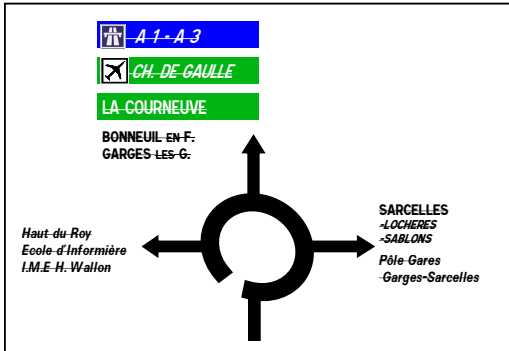 A 1 - A 3
CH. DE GAULLE
LA COURNEUVE
BONNEUIL EN F.
GARGES LES G.
Haut du Roy
Ecole d'Informière
I.M.E H. Wallon
SARCELLES
-LOCHERES
-SABLONS
Pôle Gares
Garges-Sarcelles